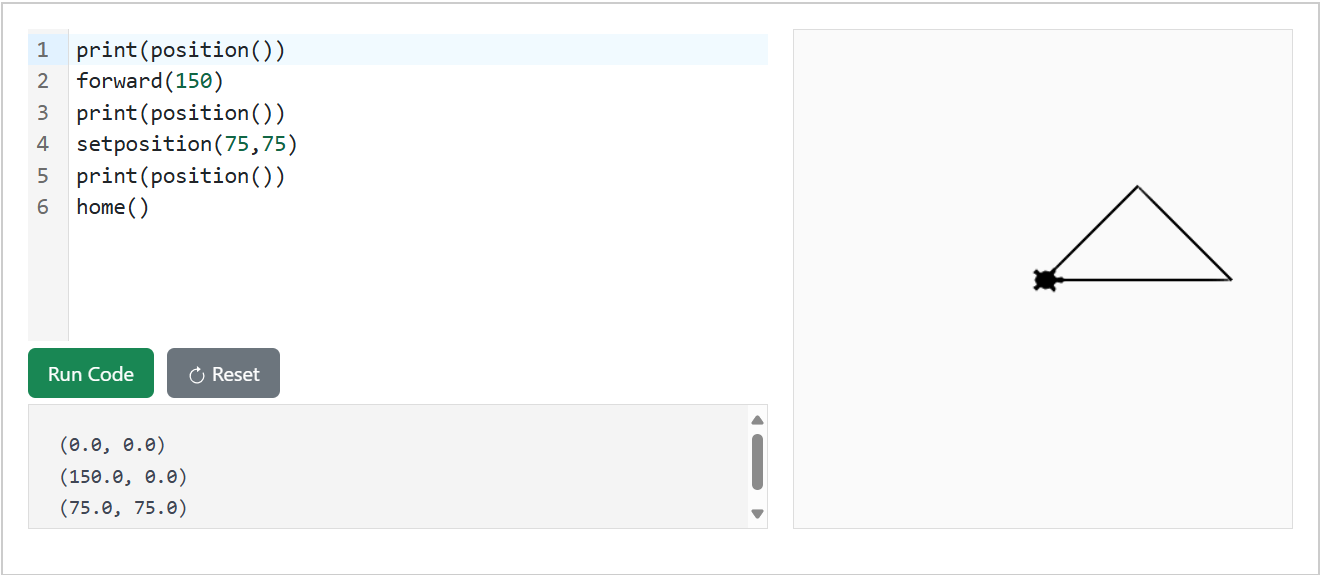 1 print(position())
2 forward(150)
3 print(position())
4 setposition(75,75)
5 print(position())
6 home()
Run Code
Reset
(0.0, 0.0)
(150.0, 0.0)
(75.0, 75.0)